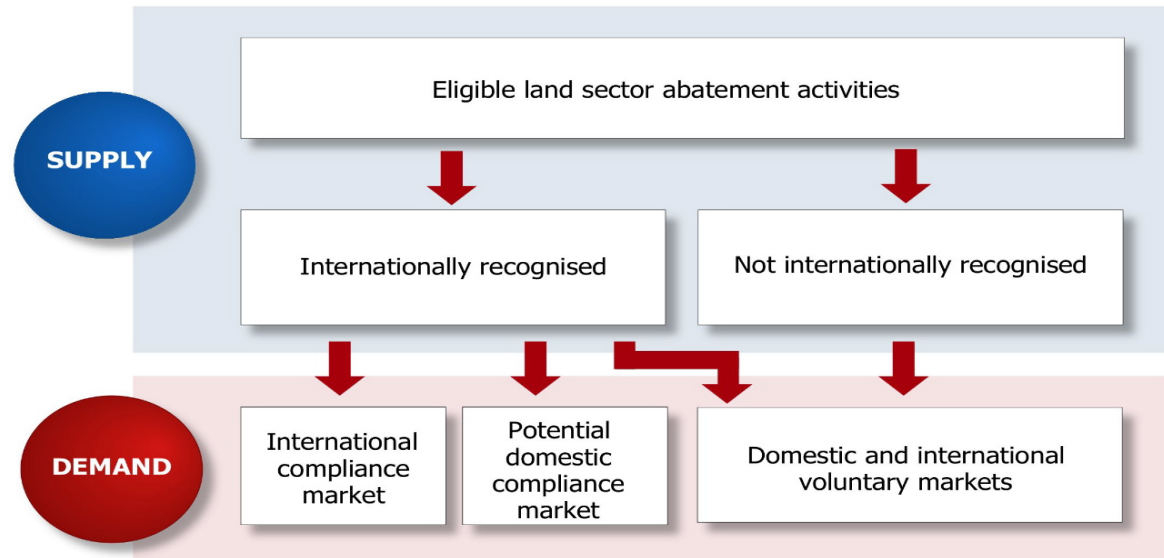 Eligible land sector abatement activities
SUPPLY
Internationally recognised
Not internationally recognised
DEMAND
International
compliance
market
Potential
domestic
compliance
market
Domestic and international
voluntary markets